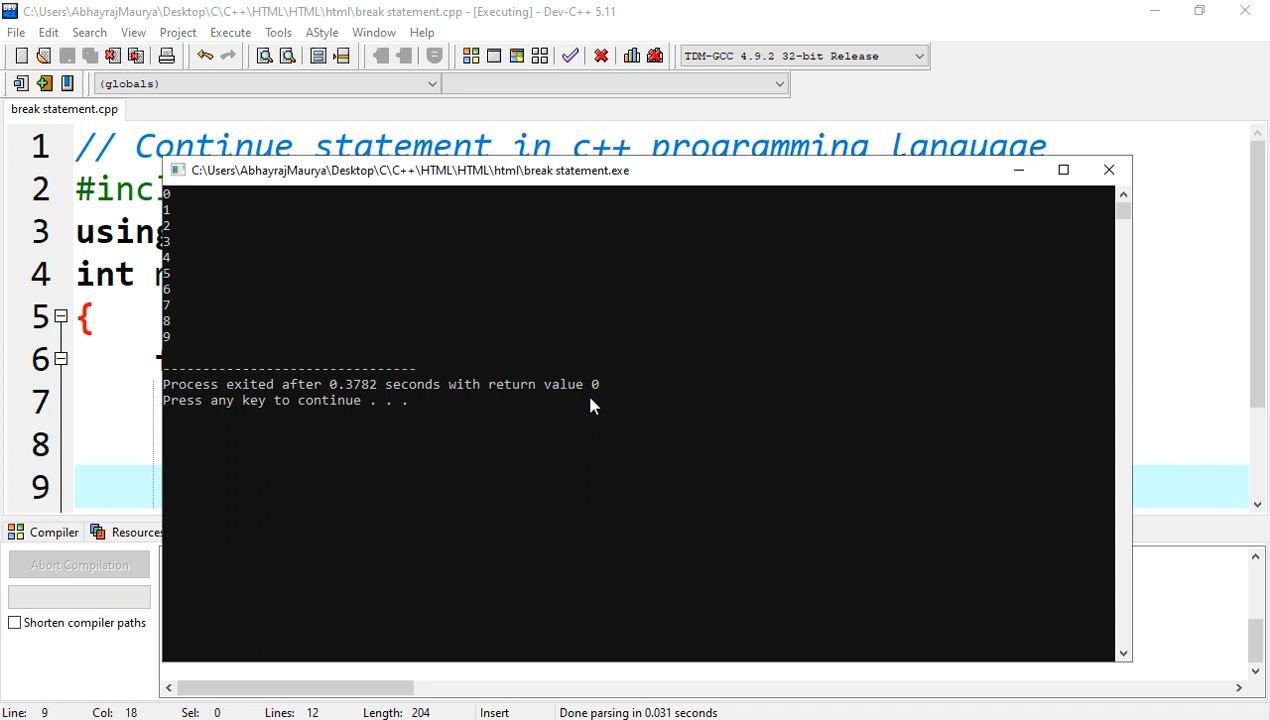 C:\Users\AbhayrajMaurya\Desktop\C\C++\HTML\HTML\html\break statement.cpp - [Executing] - Dev-C++ 5.11
File Edit Search View Project Execute Tools AStyle Window Help
TDM-GCC 4.9.2 32-bit Release
(globals)
break statement.cpp
1 // Continue statement in c++ programming language
C:\Users\AbhayrajMaurya\Desktop\C\C++\HTML\HTML\html\break statement.exe
2 #incl
3 using
4 int
5 {
6
7
8
9
0
1
2
3
4
5
6
7
8
9
--------------------------------
Process exited after 0.3782 seconds with return value 0
Press any key to continue . . .
Compiler Resources
Abort Compilation
Shorten compiler paths
Line: 9 Col: 18 Sel: 0 Lines: 12 Length: 204 Insert Done parsing in 0.031 seconds